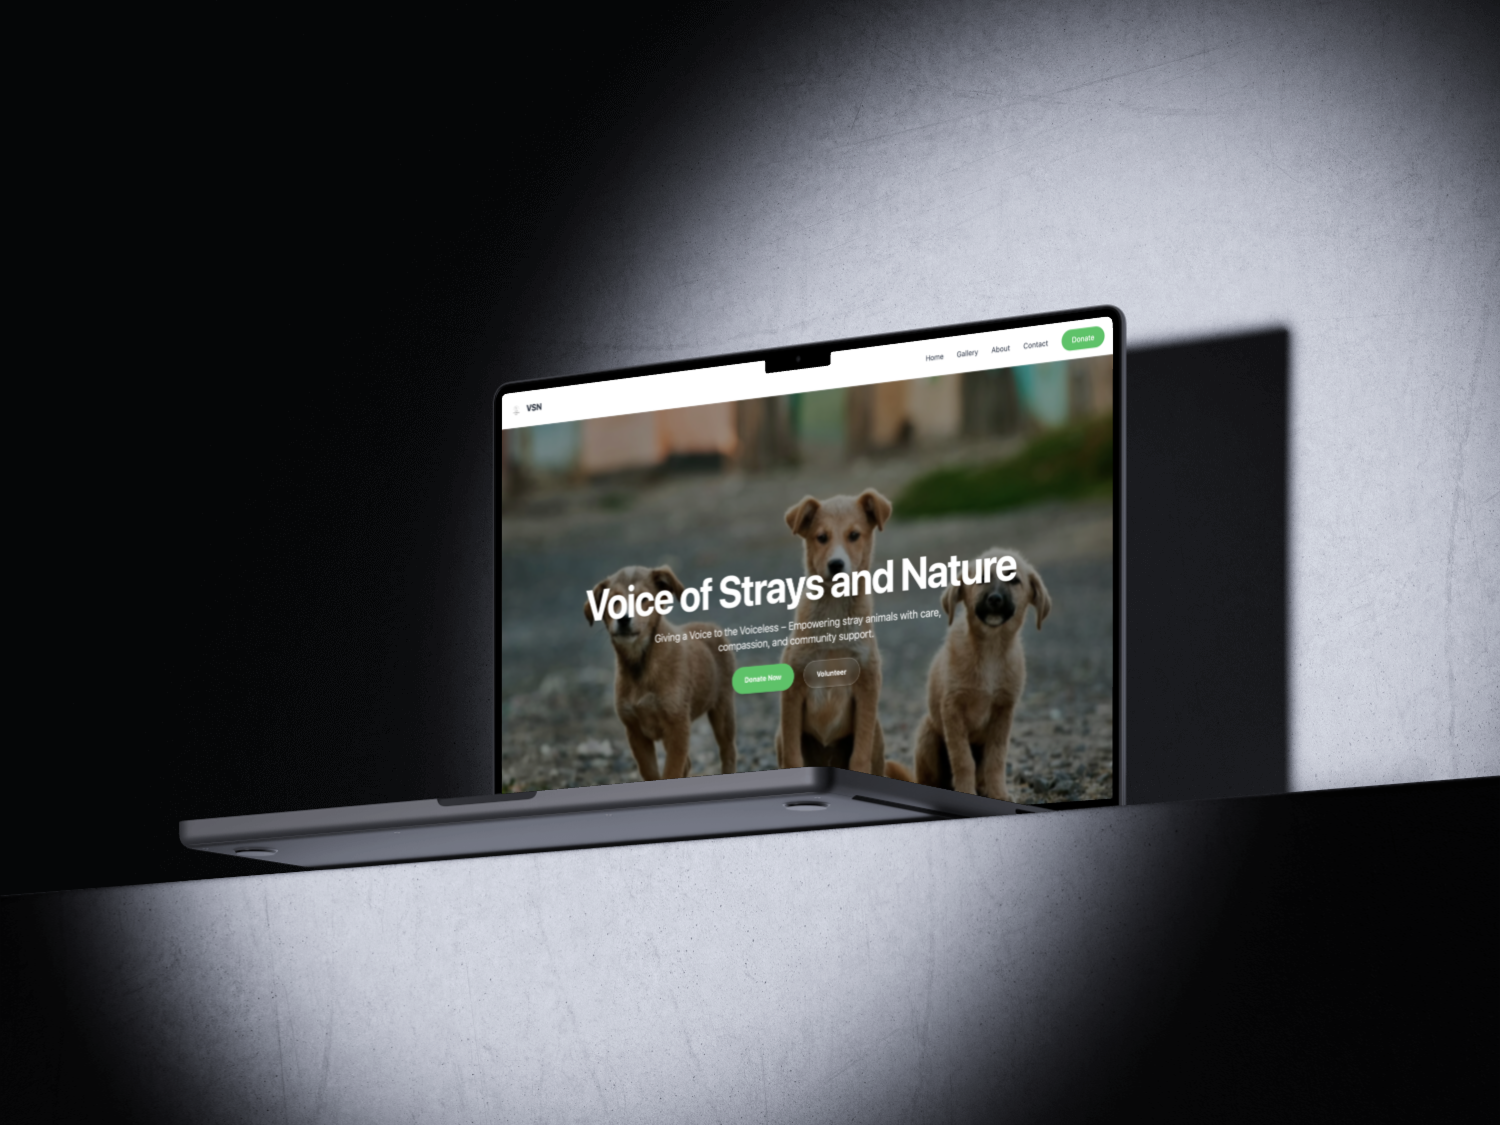 VSN
Home
Gallery
About
Contact
Donate
Voice of Strays and Nature
Giving a Voice to the Voiceless – Empowering stray animals with care,
compassion, and community support.
Donate Now
Volunteer